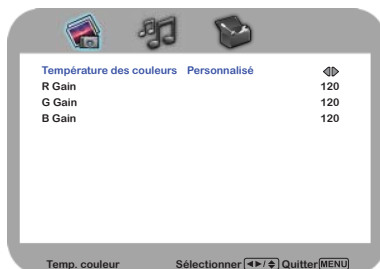 Température des couleurs Personnalisé
R Gain 120
G Gain 120
B Gain 120
Temp. couleur Sélectionner ◄►/ Quitter MENU